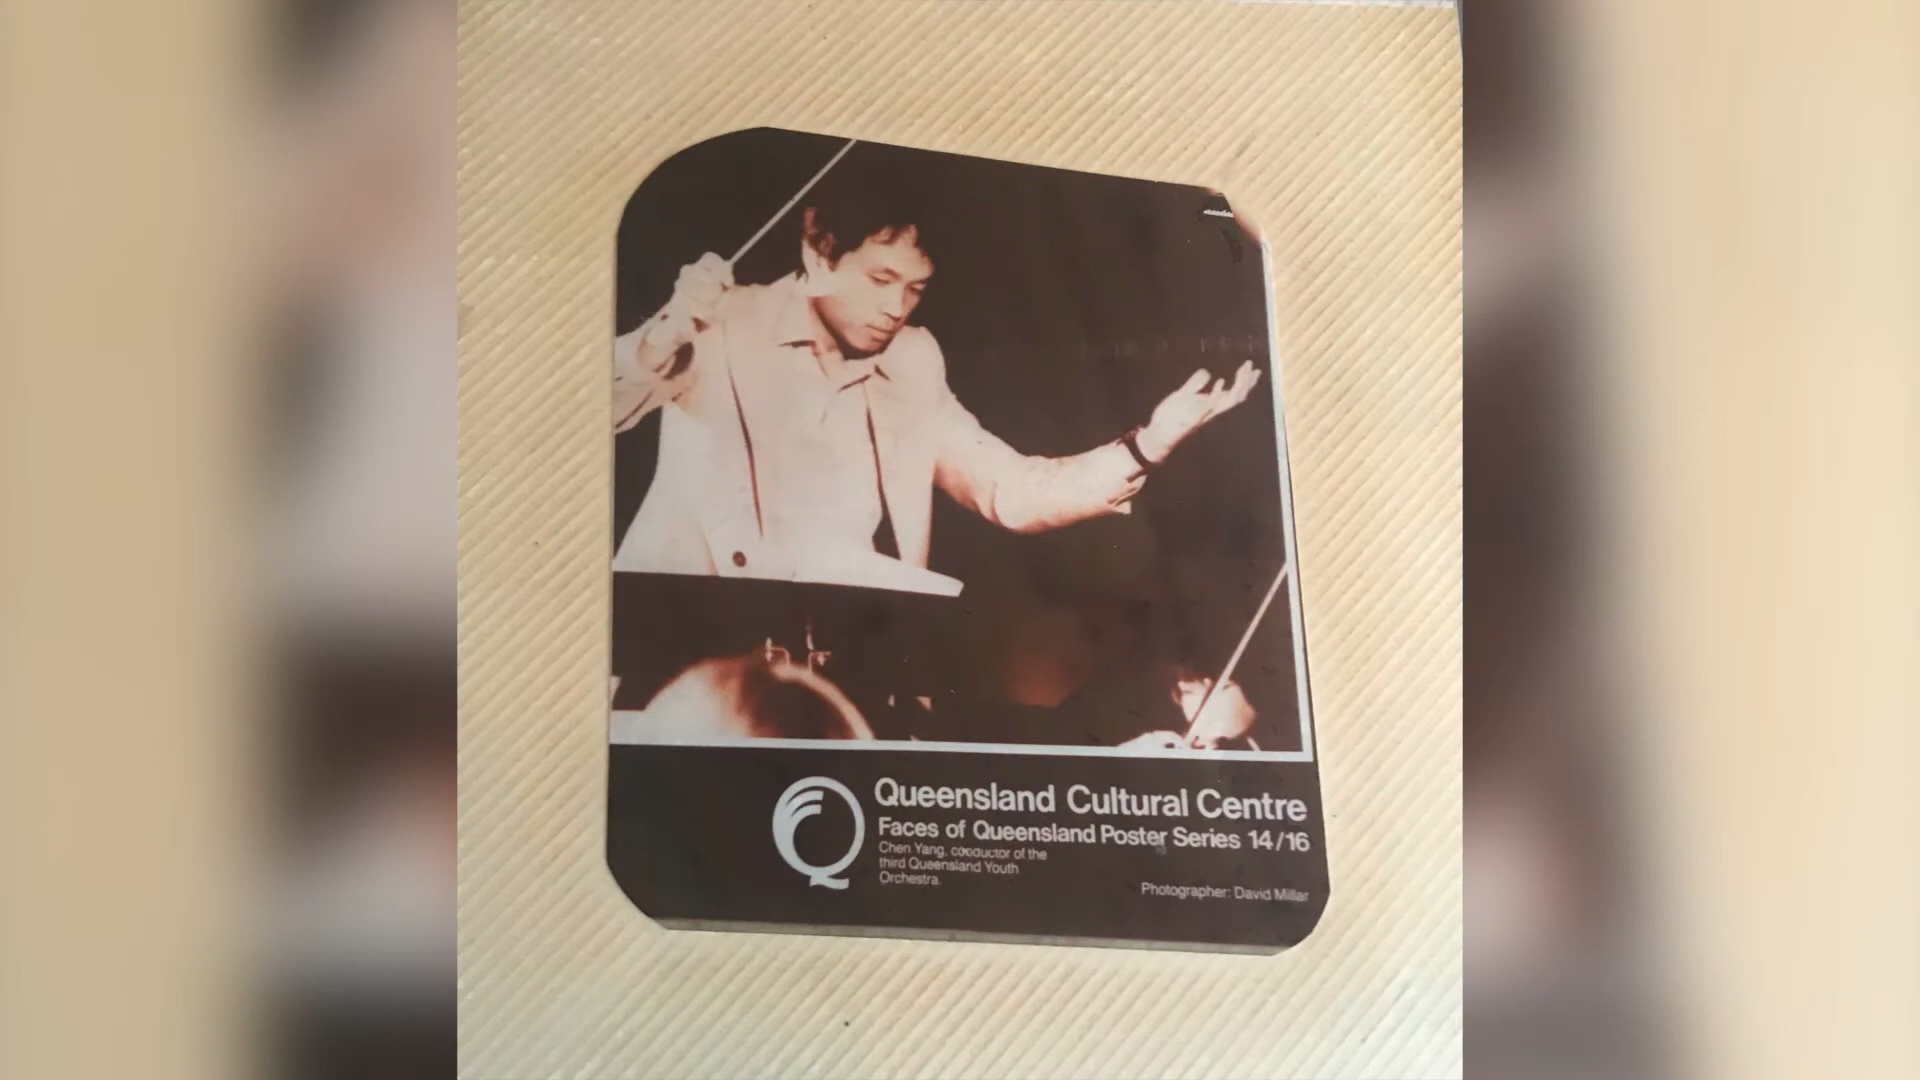 Queensland Cultural Centre
Faces of Queensland Poster Series 14/16
Chen Yang, conductor of the
third Queensland Youth
Orchestra.
Photographer: David Millar